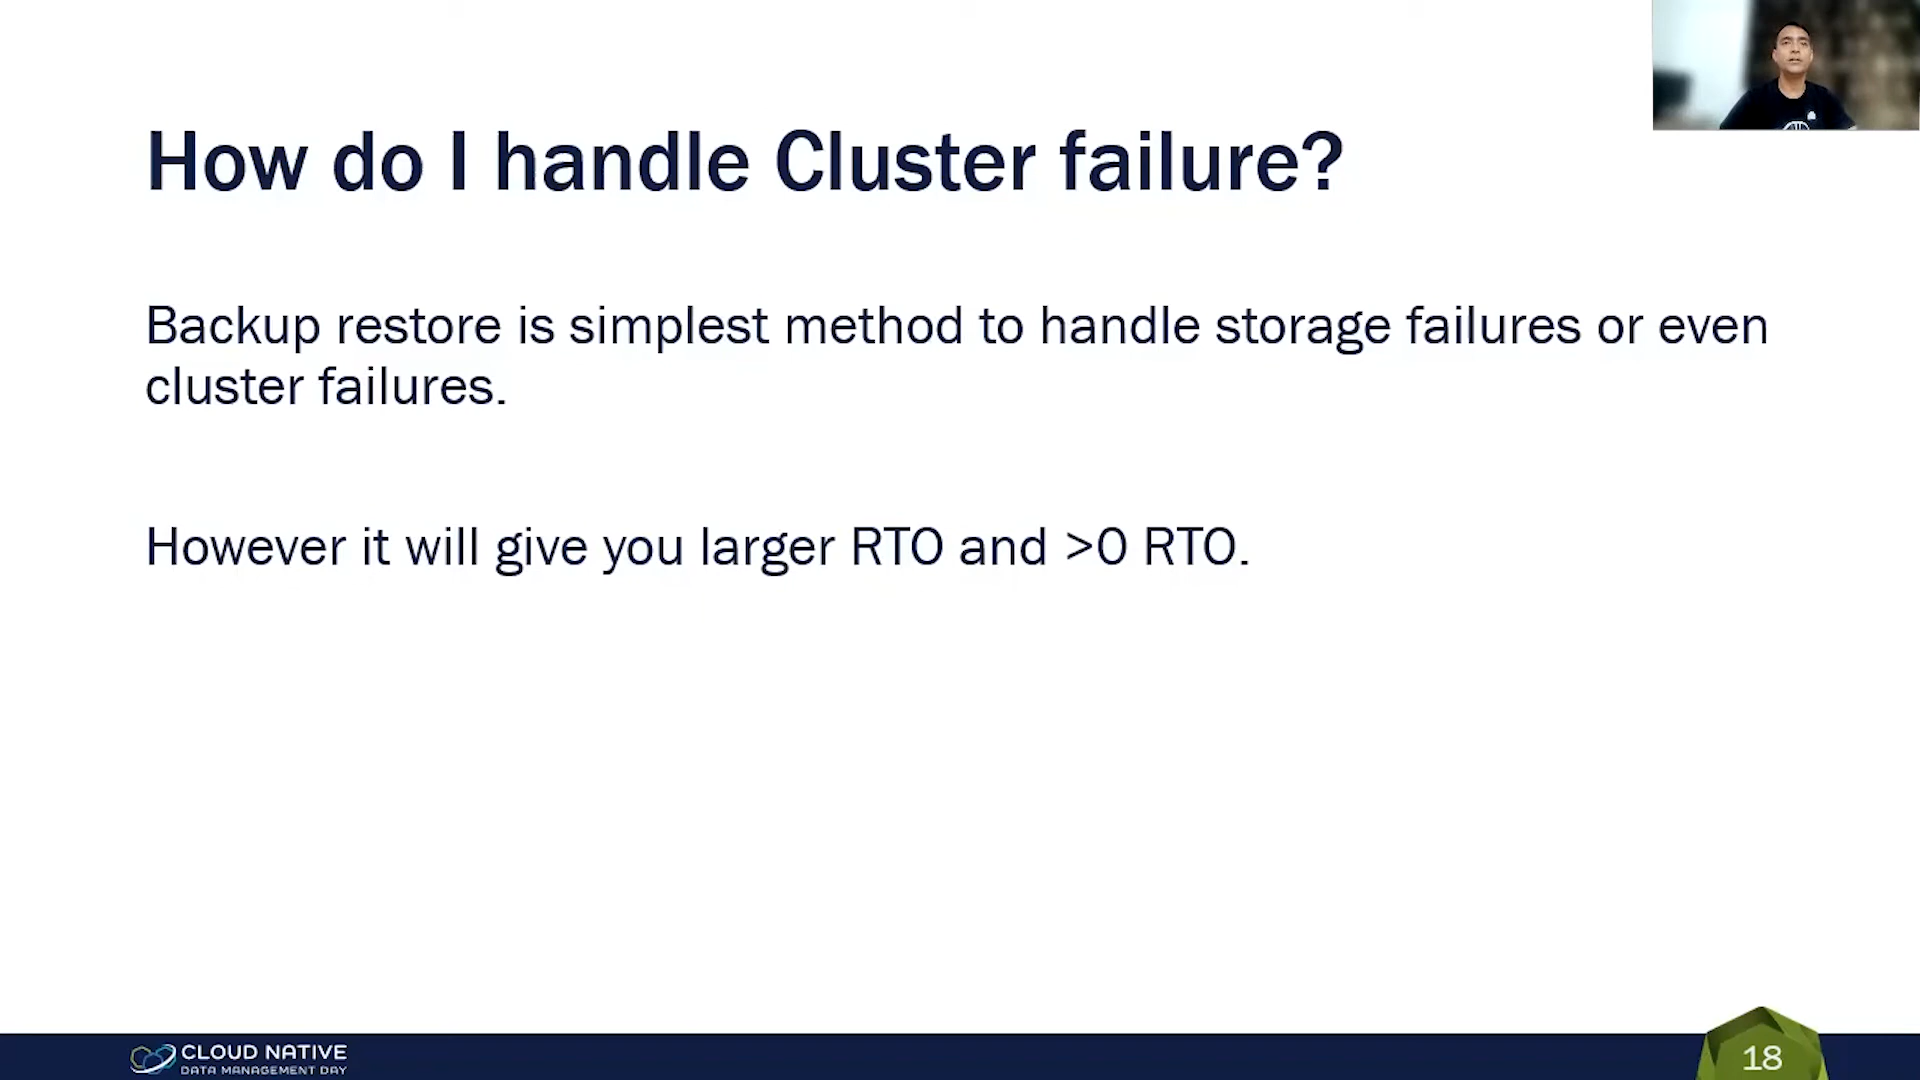 How do I handle Cluster failure?
Backup restore is simplest method to handle storage failures or even
cluster failures.
However it will give you larger RTO and >0 RTO.
CLOUD NATIVE
DATA MANAGEMENT DAY
18